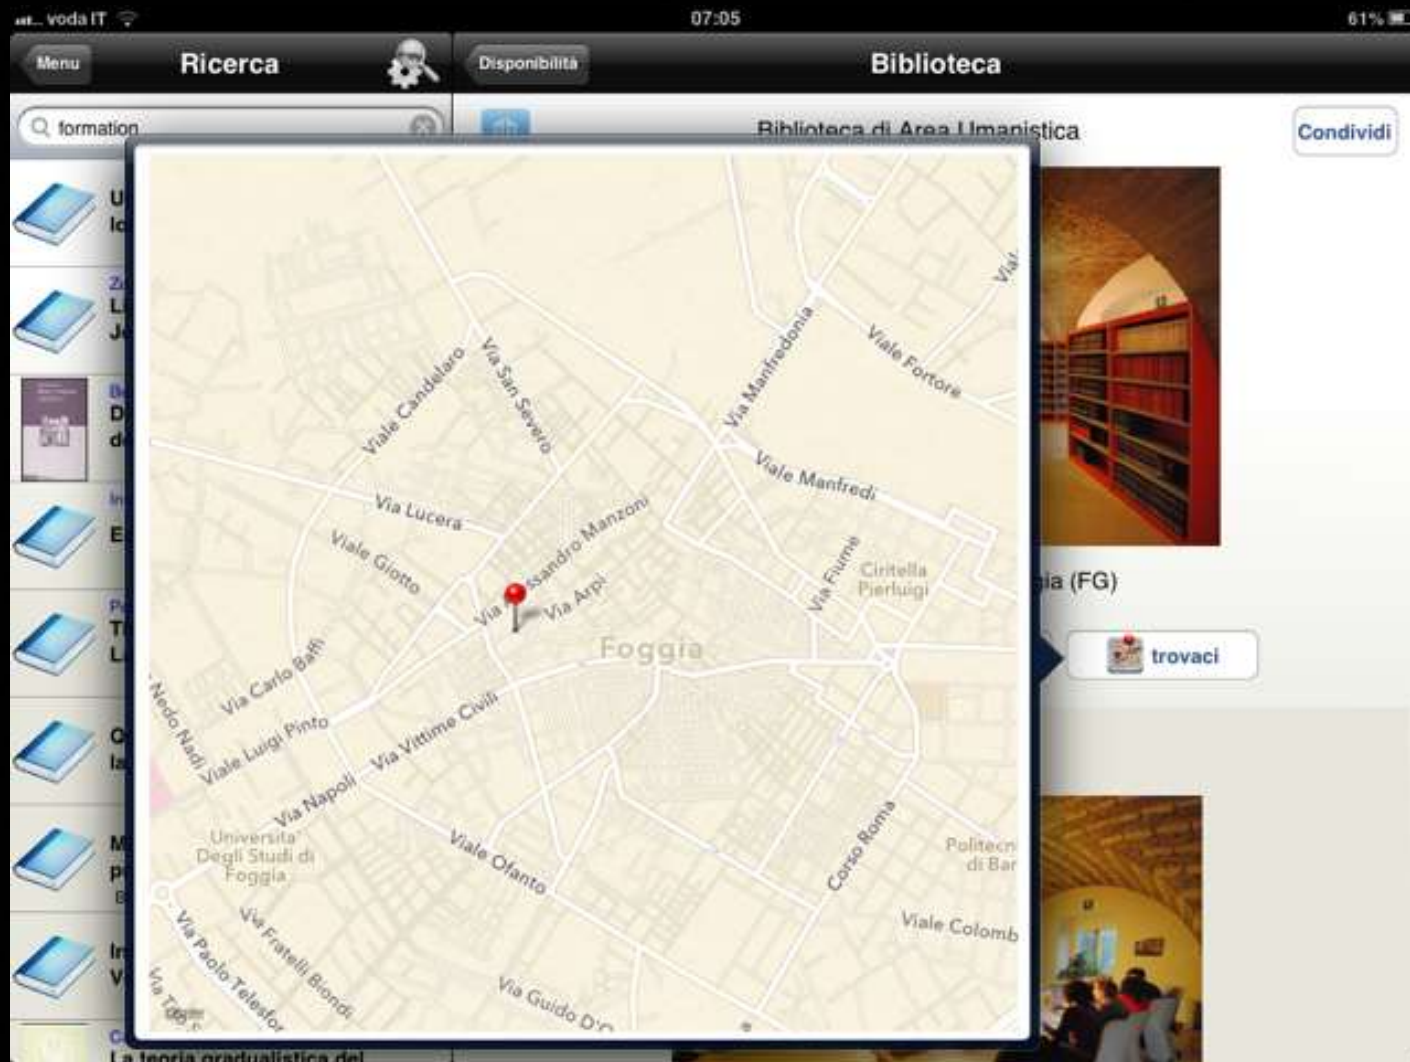 voda IT
07:05
61%
Menu
Ricerca
Disponibilità
Biblioteca
formation
Biblioteca di Area Umanistica
Condividi
Viale Candelaro
Via San Severo
Via Manfredonia
Viale Fortore
Viale Manfredi
Via Lucera
Viale Giotto
ssandro Manzoni
Via Arpi
Via Fiume
Ciritella
Pierluigi
Foggia
gia (FG)
trovaci
Via Carlo Baffi
Nedo Nadi
Viale Luigi Pinto
Via Vittime Civili
Via Napoli
Universita'
Degli Studi di
Foggia
Viale Ofanto
Corso Roma
Politecn
di Bar
Viale Colomb
Via Fratelli Biondi
Via Paolo Telesfor
Via Guido D'
La teoria gradualistica del